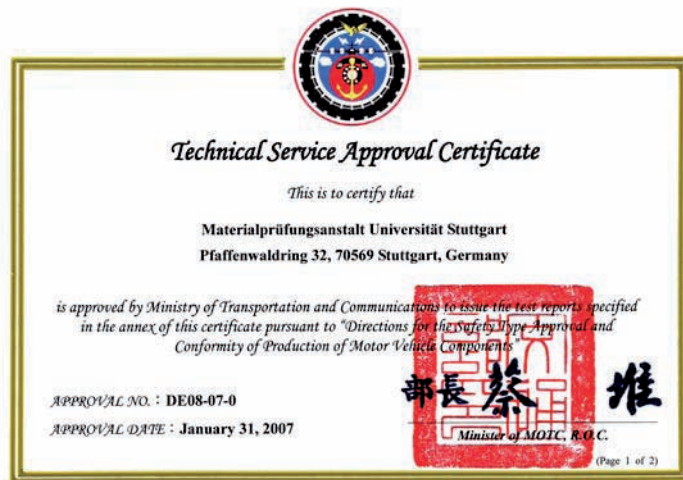 Technical Service Approval Certificate
This is to certify that
Materialprüfungsanstalt Universität Stuttgart
Pfaffenwaldring 32, 70569 Stuttgart, Germany
is approved by Ministry of Transportation and Communications to issue the test reports specified
in the annex of this certificate pursuant to "Directions for the Safety Type Approval and
Conformity of Production of Motor Vehicle Components"
APPROVAL NO.：DE08-07-0
部長 蔡 堆
APPROVAL DATE：January 31, 2007
Minister of MOTC, R.O.C.
(Page 1 of 2)